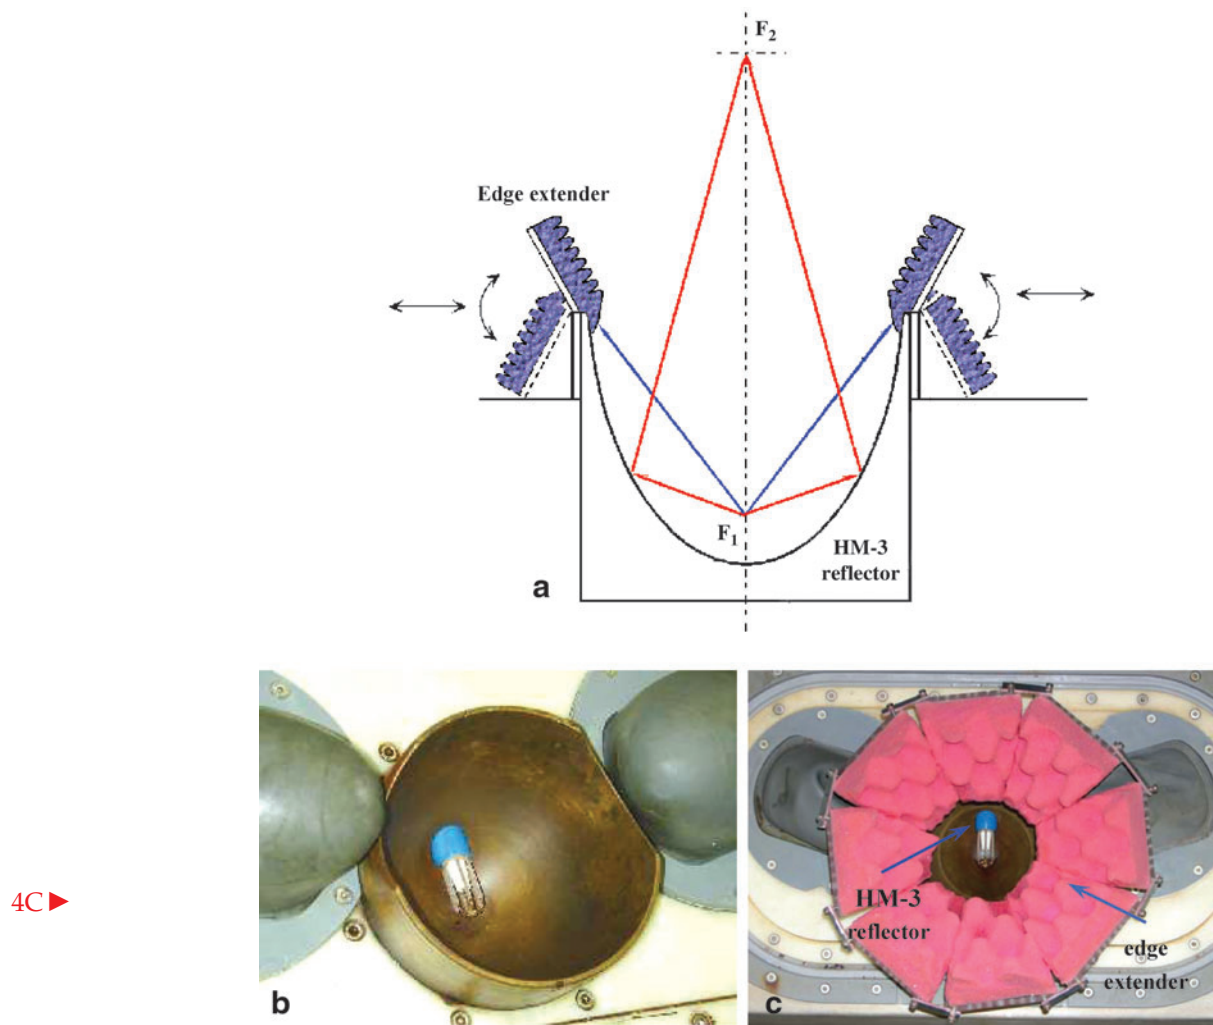 F2
Edge extender
F1
HM-3
reflector
a
4C ►
b
HM-3
reflector
edge
extender
c